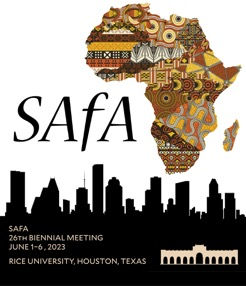 SAfA
SAFA
26TH BIENNIAL MEETING
JUNE 1-6, 2023
RICE UNIVERSITY, HOUSTON, TEXAS